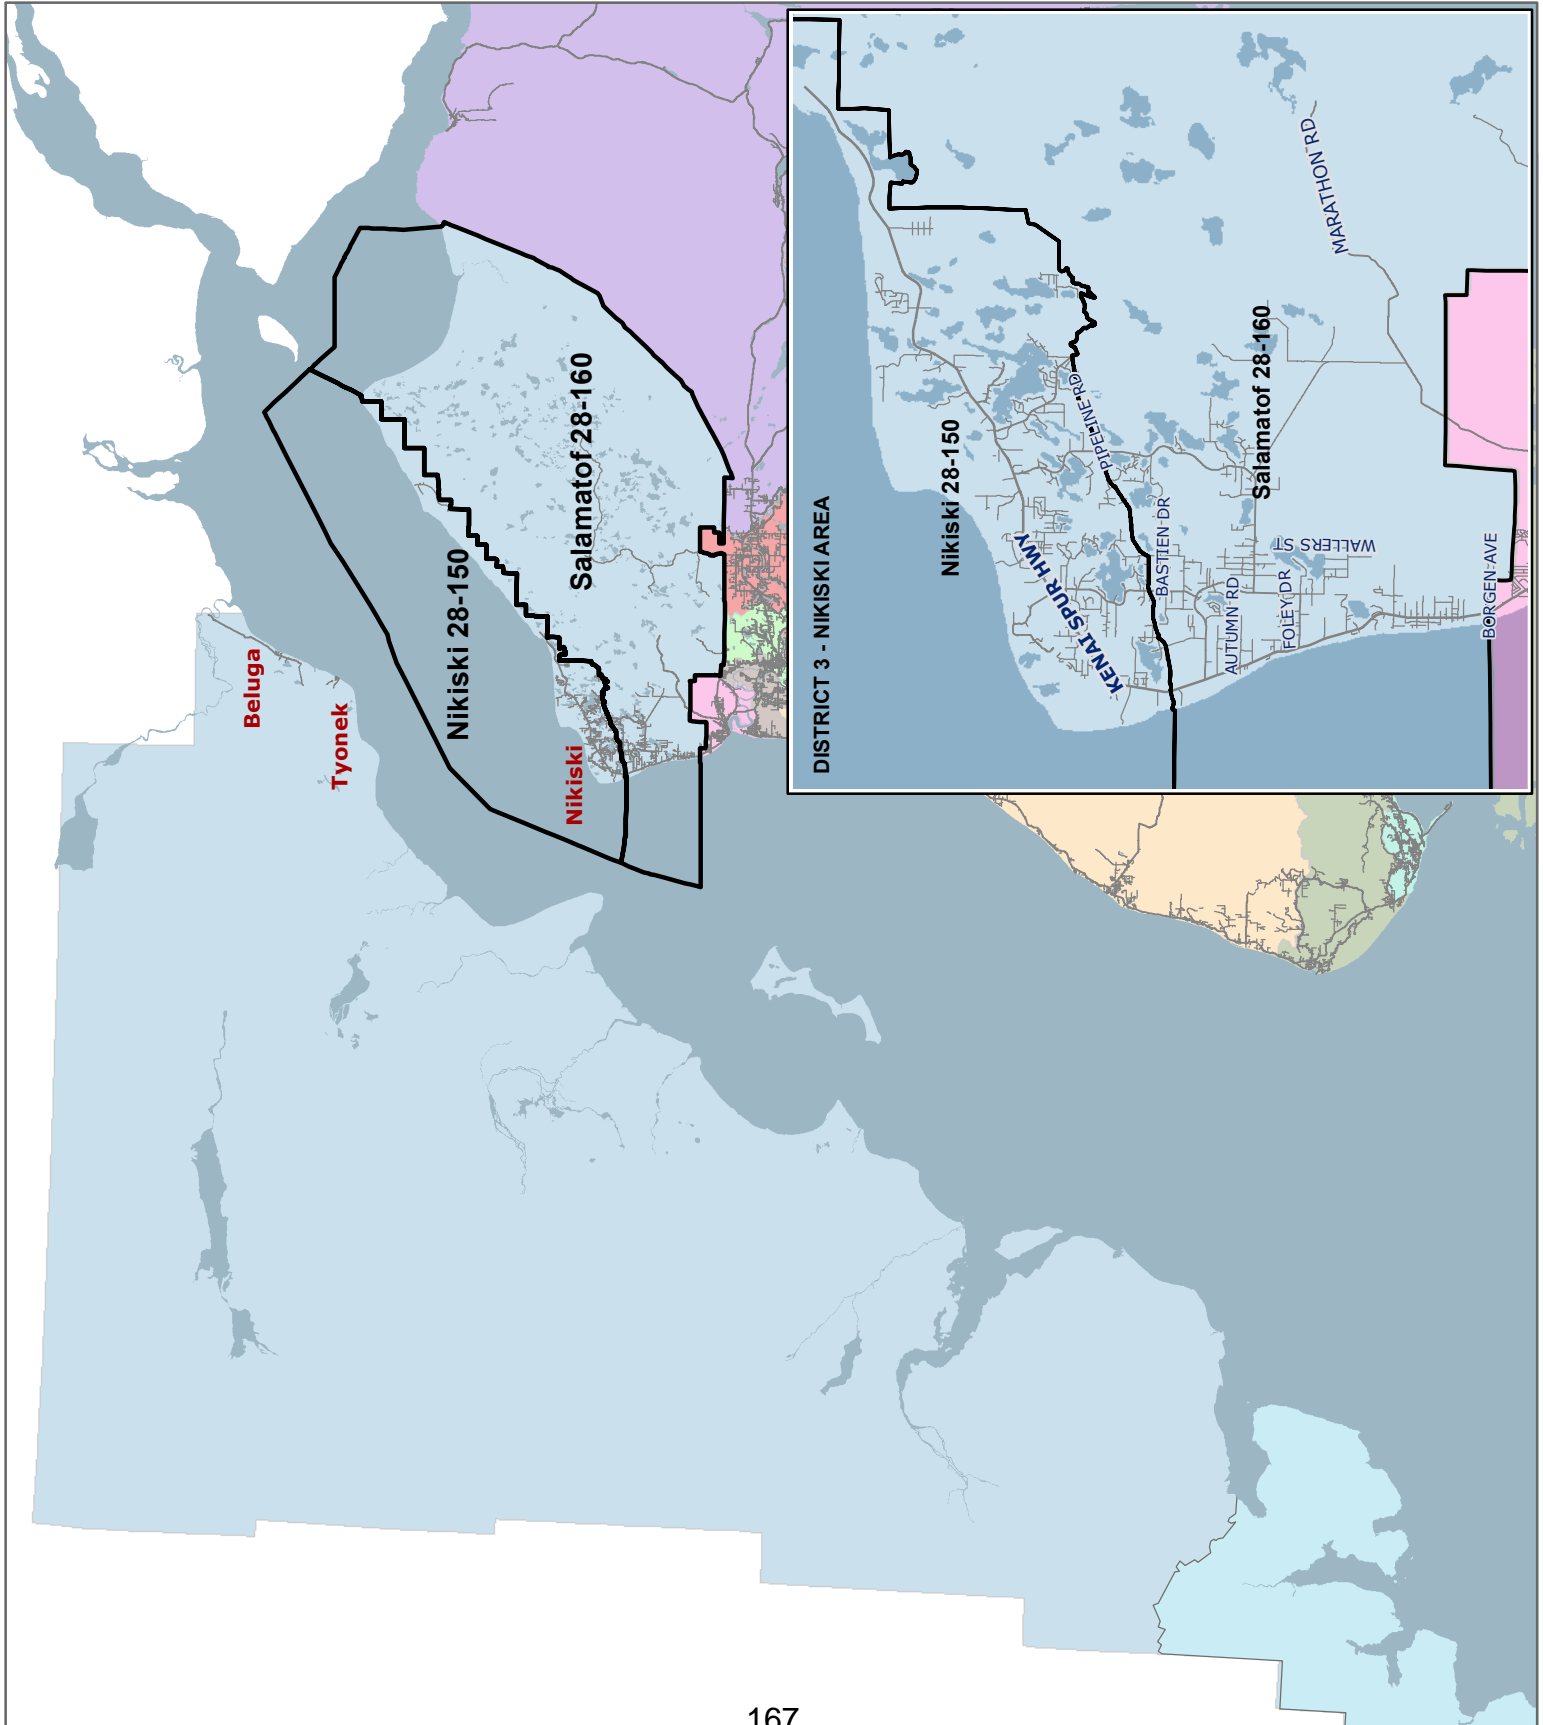 Beluga
Tyonek
Nikiski
Nikiski 28-150
Salamatof 28-160
DISTRICT 3 - NIKISKI AREA
Nikiski 28-150
KENAI SPUR HWY
PIPELINE RD
BASTIEN DR
AUTUMN RD
Salamatof 28-160
FOLEY DR
WALLERS ST
MARATHON RD
BORGEN AVE
167